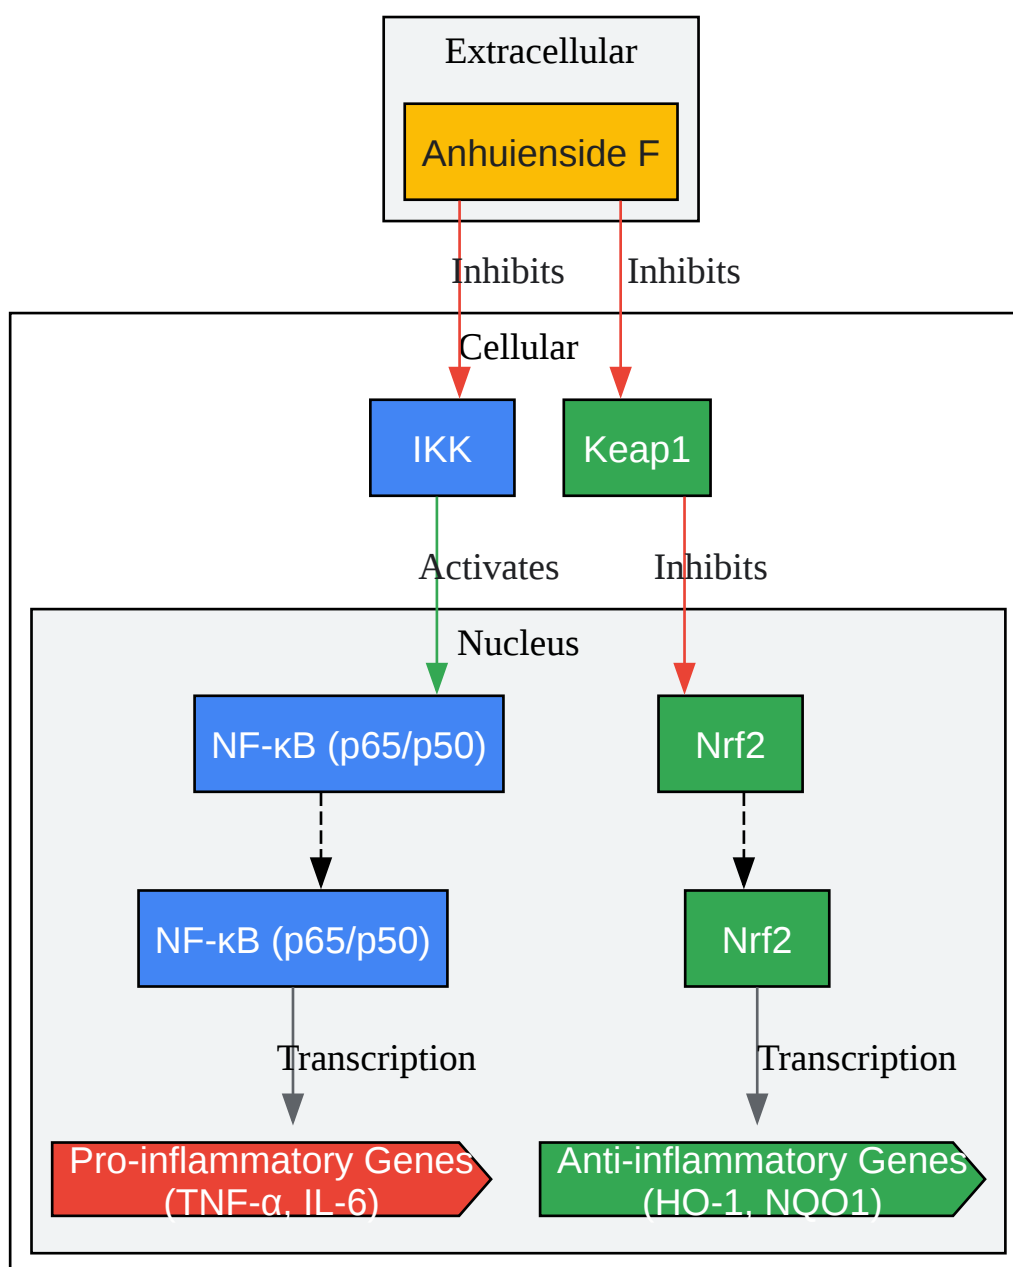 Extracellular
Anhuienside F
Inhibits
Inhibits
Cellular
IKK
Keap1
Activates
Inhibits
Nucleus
NF-κB (p65/p50)
Nrf2
NF-κB (p65/p50)
Nrf2
Transcription
Transcription
Pro-inflammatory Genes
(TNF-α, IL-6)
Anti-inflammatory Genes
(HO-1, NQO1)